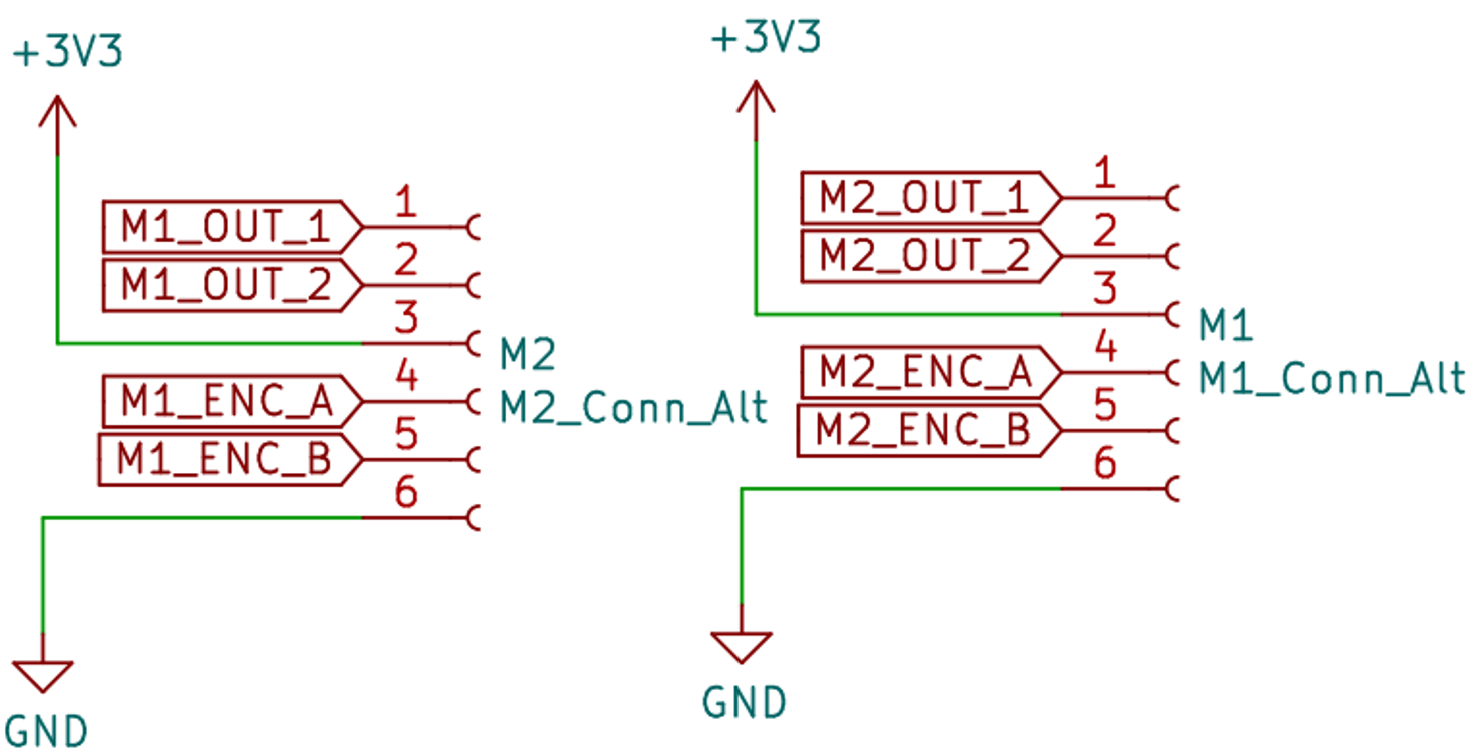 +3V3
M1_OUT_1
1
M1_OUT_2
2
3
M2
M1_ENC_A
4
M2_Conn_Alt
M1_ENC_B
5
6
GND
+3V3
M2_OUT_1
1
M2_OUT_2
2
3
M1
M2_ENC_A
4
M1_Conn_Alt
M2_ENC_B
5
6
GND